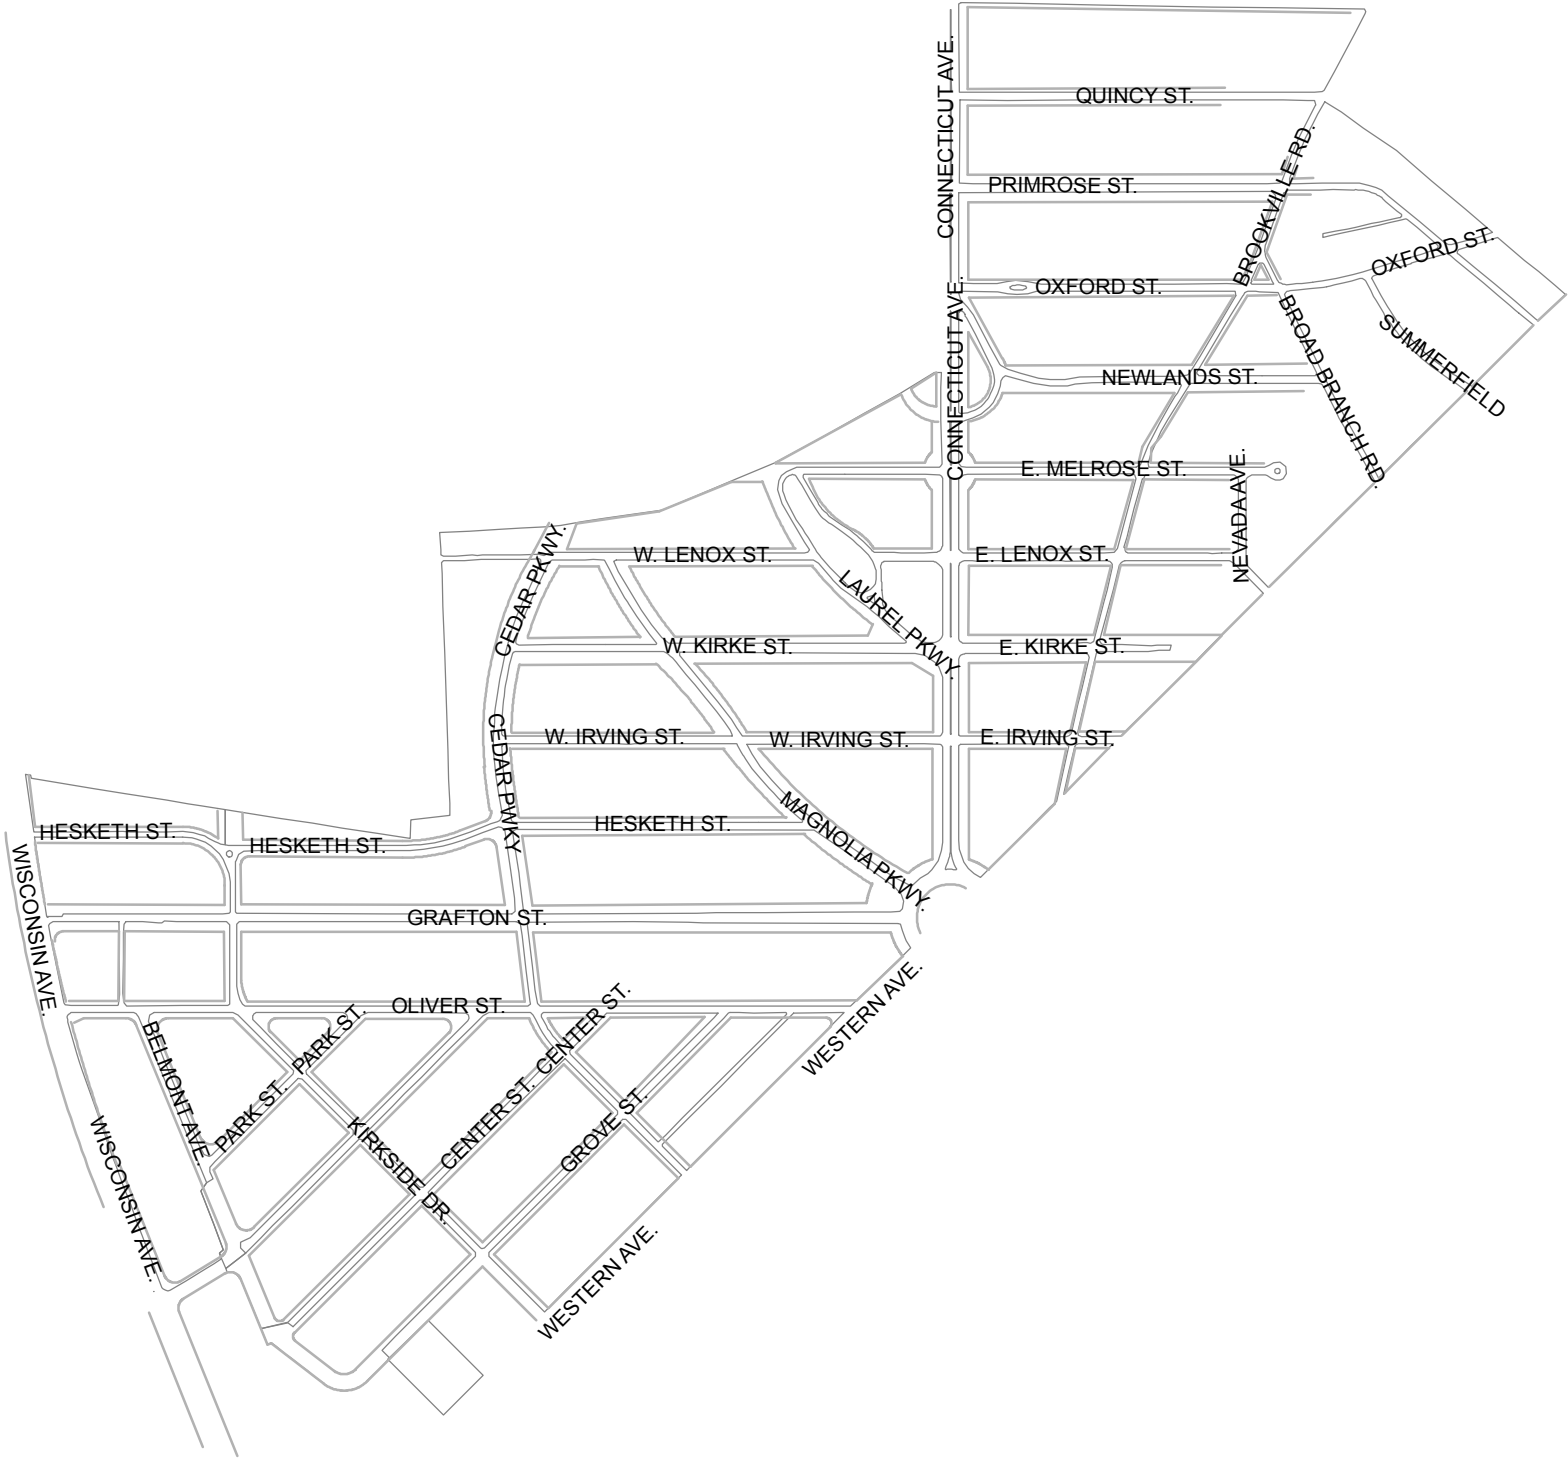 CONNECTICUT AVE.
QUINCY ST.
BROOKVILLE RD.
PRIMROSE ST.
OXFORD ST.
OXFORD ST.
CONNECTICUT AVE.
BROAD BRANCH RD.
SUMMERFIELD
NEWLANDS ST.
E. MELROSE ST.
NEVADA AVE.
CEDAR PKWY.
W. LENOX ST.
E. LENOX ST.
LAUREL PKWY.
W. KIRKE ST.
E. KIRKE ST.
CEDAR PWKY
W. IRVING ST.
W. IRVING ST.
E. IRVING ST.
MAGNOLIA PKWY.
HESKETH ST.
HESKETH ST.
HESKETH ST.
WISCONSIN AVE.
GRAFTON ST.
WESTERN AVE.
OLIVER ST.
CENTER ST.
PARK ST.
BELMONT AVE.
PARK ST.
CENTER ST.
GROVE ST.
KIRKSIDE DR.
WISCONSIN AVE.
WESTERN AVE.